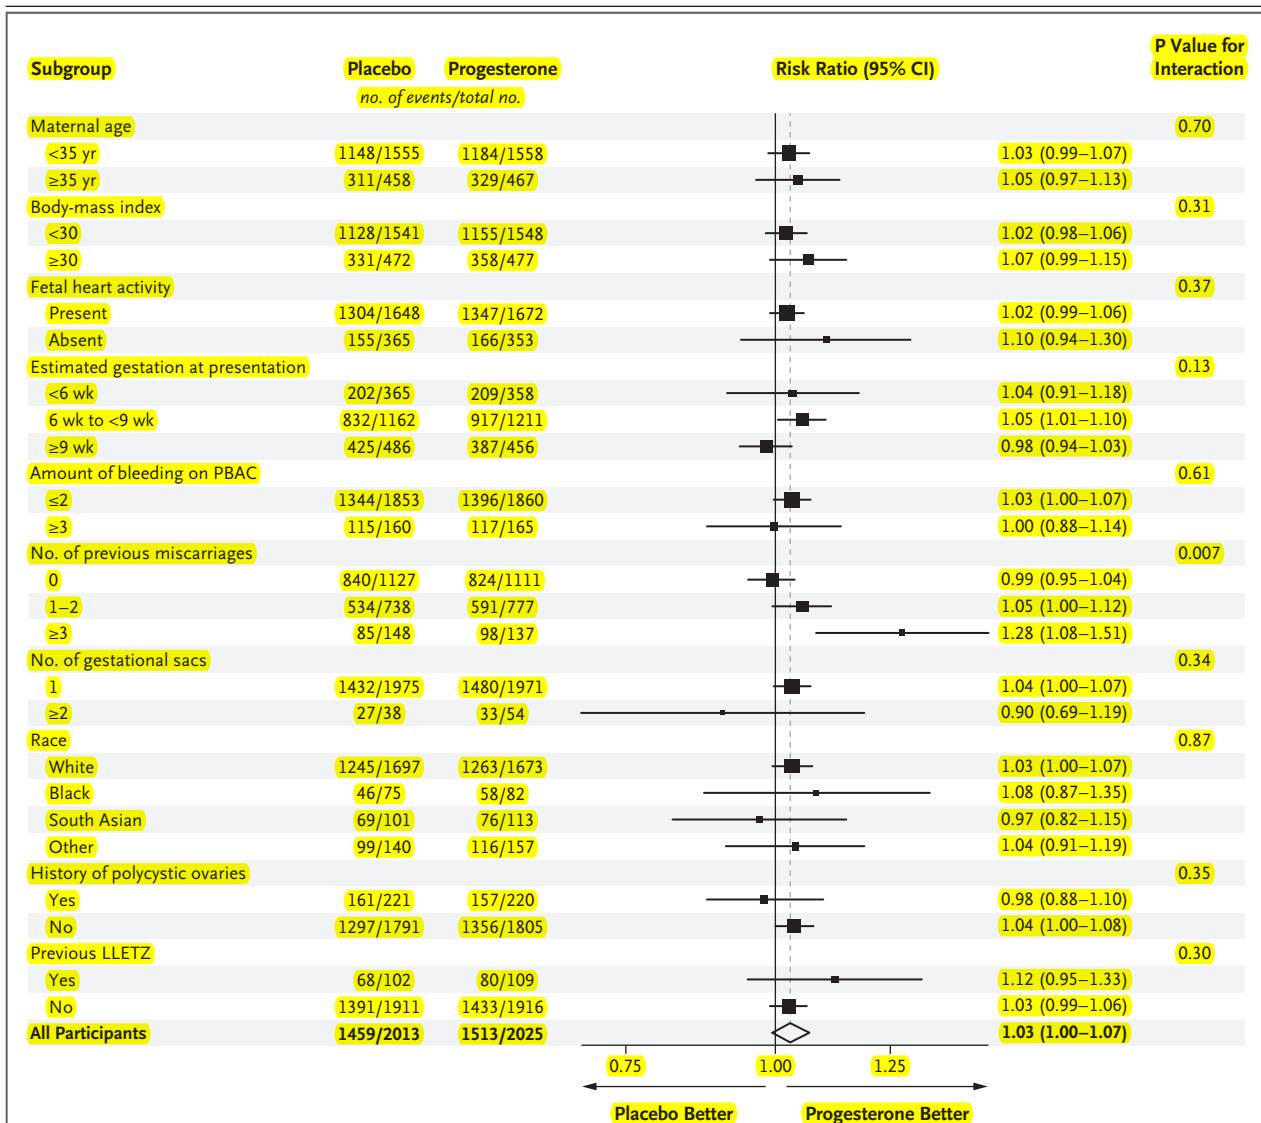 P Value for
Subgroup Placebo Progesterone Risk Ratio (95% CI) Interaction
no. of events/total no.
Maternal age 0.70
<35 yr 1148/1555 1184/1558 1.03 (0.99–1.07)
≥35 yr 311/458 329/467 1.05 (0.97–1.13)
Body-mass index 0.31
<30 1128/1541 1155/1548 1.02 (0.98–1.06)
≥30 331/472 358/477 1.07 (0.99–1.15)
Fetal heart activity 0.37
Present 1304/1648 1347/1672 1.02 (0.99–1.06)
Absent 155/365 166/353 1.10 (0.94–1.30)
Estimated gestation at presentation 0.13
<6 wk 202/365 209/358 1.04 (0.91–1.18)
6 wk to <9 wk 832/1162 917/1211 1.05 (1.01–1.10)
≥9 wk 425/486 387/456 0.98 (0.94–1.03)
Amount of bleeding on PBAC 0.61
≤2 1344/1853 1396/1860 1.03 (1.00–1.07)
≥3 115/160 117/165 1.00 (0.88–1.14)
No. of previous miscarriages 0.007
0 840/1127 824/1111 0.99 (0.95–1.04)
1–2 534/738 591/777 1.05 (1.00–1.12)
≥3 85/148 98/137 1.28 (1.08–1.51)
No. of gestational sacs 0.34
1 1432/1975 1480/1971 1.04 (1.00–1.07)
≥2 27/38 33/54 0.90 (0.69–1.19)
Race 0.87
White 1245/1697 1263/1673 1.03 (1.00–1.07)
Black 46/75 58/82 1.08 (0.87–1.35)
South Asian 69/101 76/113 0.97 (0.82–1.15)
Other 99/140 116/157 1.04 (0.91–1.19)
History of polycystic ovaries 0.35
Yes 161/221 157/220 0.98 (0.88–1.10)
No 1297/1791 1356/1805 1.04 (1.00–1.08)
Previous LLETZ 0.30
Yes 68/102 80/109 1.12 (0.95–1.33)
No 1391/1911 1433/1916 1.03 (0.99–1.06)
All Participants 1459/2013 1513/2025 1.03 (1.00–1.07)
0.75 1.00 1.25
Placebo Better Progesterone Better